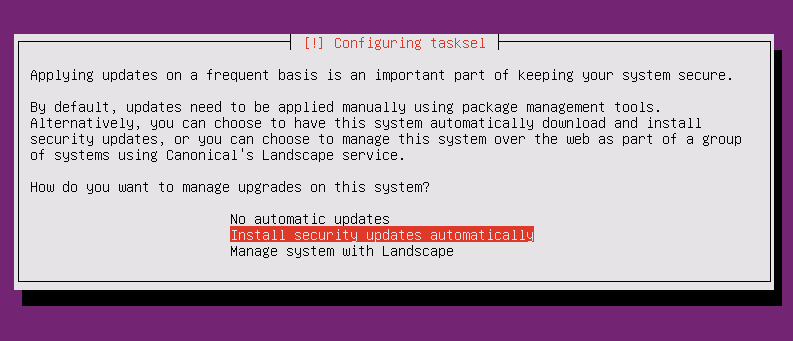 [!] Configuring tasksel
Applying updates on a frequent basis is an important part of keeping your system secure.
By default, updates need to be applied manually using package management tools.
Alternatively, you can choose to have this system automatically download and install
security updates, or you can choose to manage this system over the web as part of a group
of systems using Canonical's Landscape service.
How do you want to manage upgrades on this system?
No automatic updates
Install security updates automatically
Manage system with Landscape